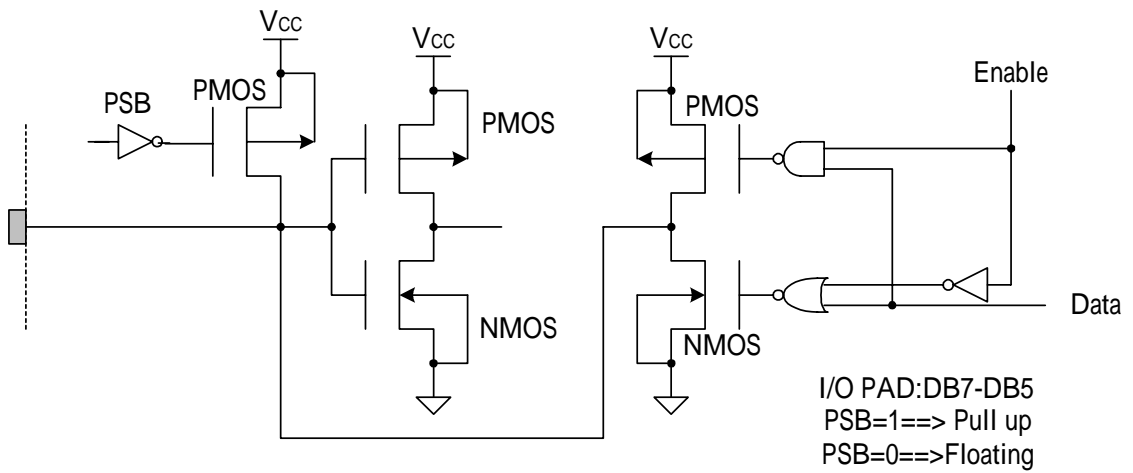 VCC
VCC
VCC
Enable
PSB
PMOS
PMOS
PMOS
NMOS
NMOS
Data
I/O PAD:DB7-DB5
PSB=1==> Pull up
PSB=0==>Floating